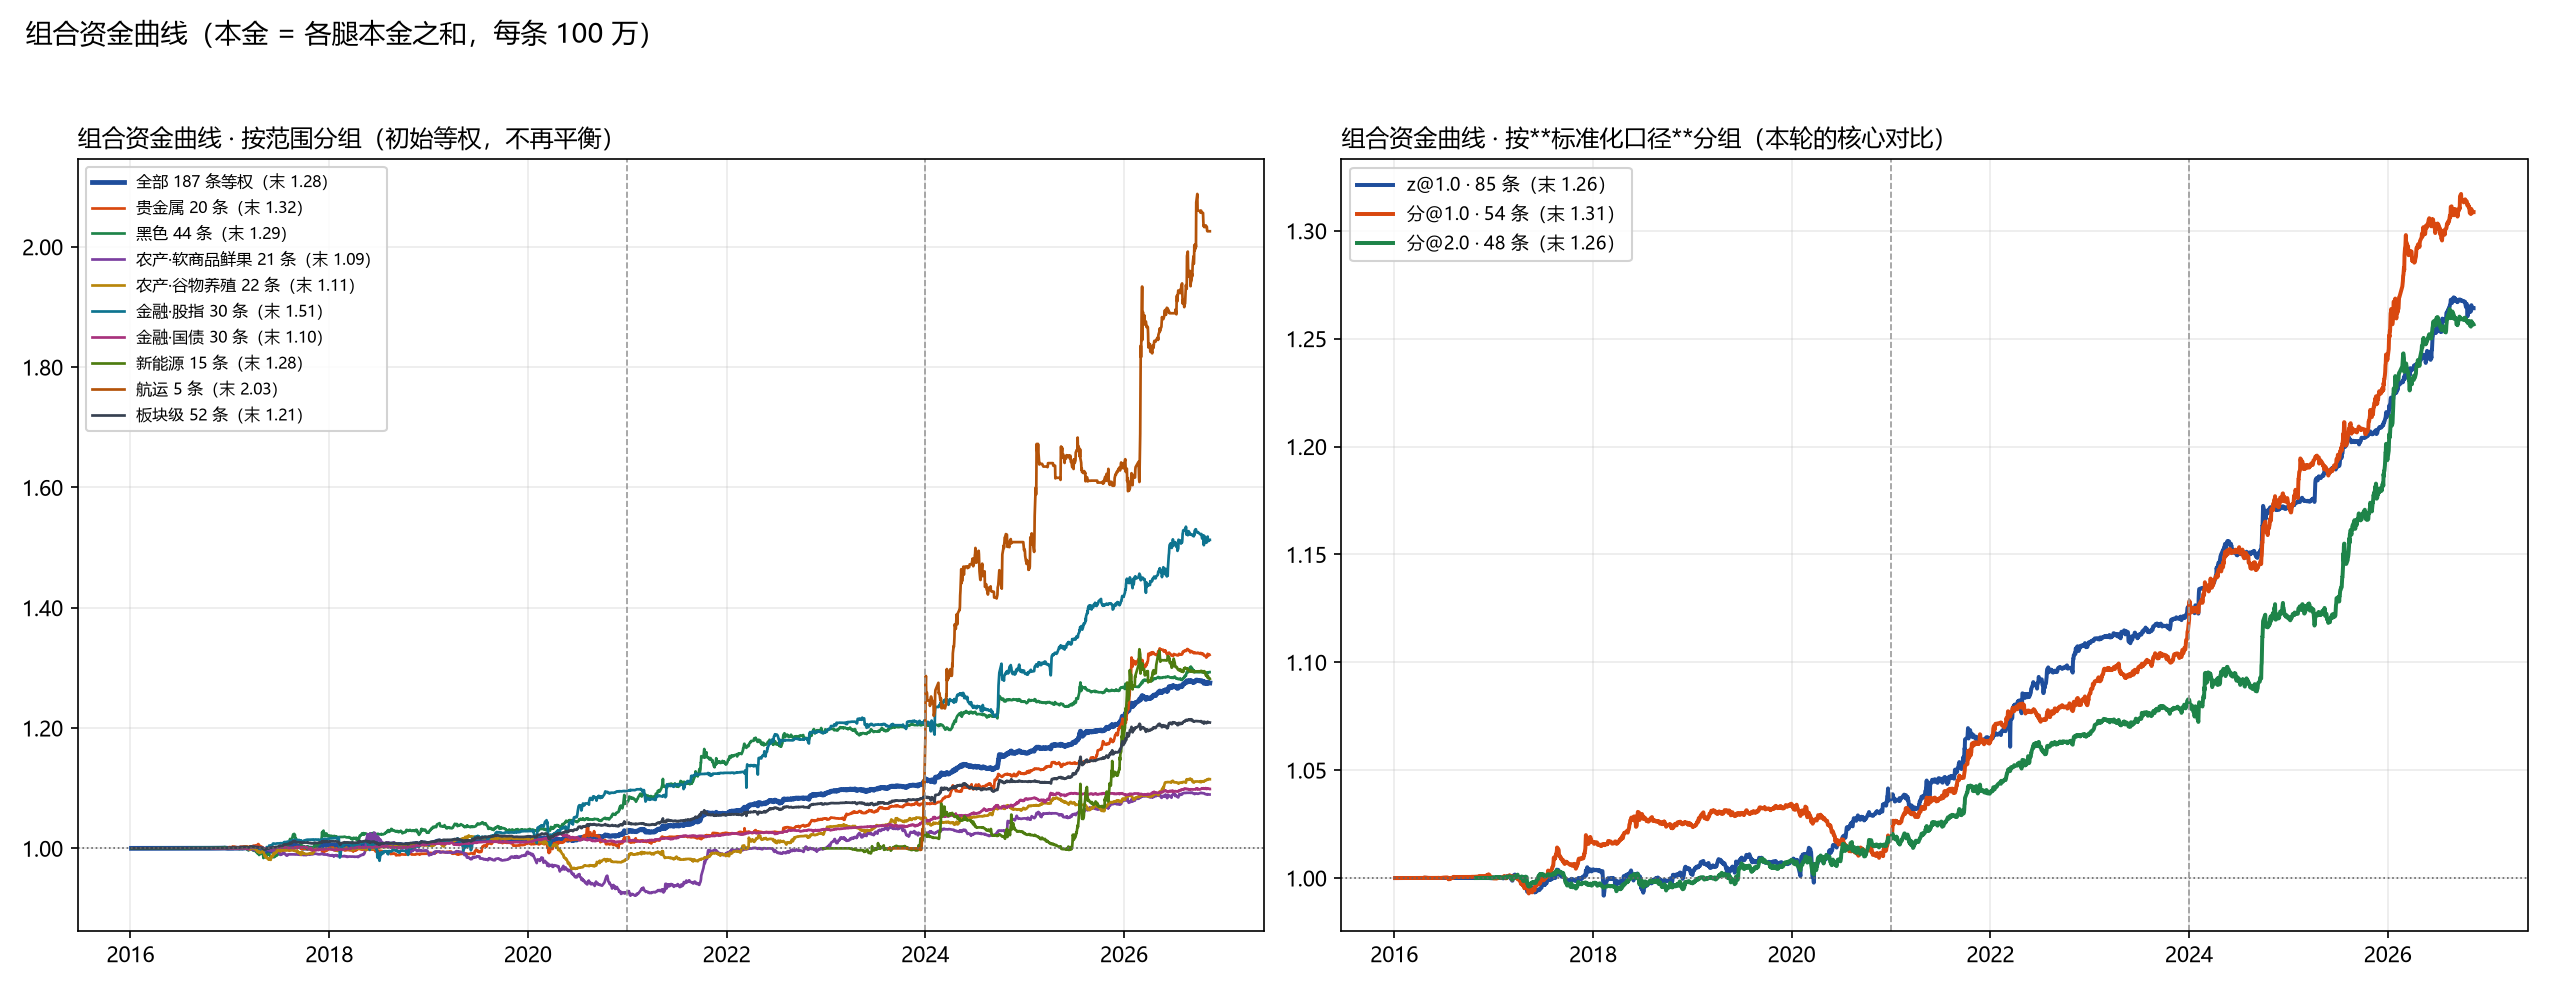 组合资金曲线（本金 = 各腿本金之和，每条 100 万）
组合资金曲线 · 按范围分组（初始等权，不再平衡）
全部 187 条等权（末 1.28）
贵金属 20 条（末 1.32）
黑色 44 条（末 1.29）
农产·软商品鲜果 21 条（末 1.09）
农产·谷物养殖 22 条（末 1.11）
金融·股指 30 条（末 1.51）
金融·国债 30 条（末 1.10）
新能源 15 条（末 1.28）
航运 5 条（末 2.03）
板块级 52 条（末 1.21）
2.00
1.80
1.60
1.40
1.20
1.00
2016 2018 2020 2022 2024 2026
组合资金曲线 · 按**标准化口径**分组（本轮的核心对比）
z@1.0 · 85 条（末 1.26）
分@1.0 · 54 条（末 1.31）
分@2.0 · 48 条（末 1.26）
1.30
1.25
1.20
1.15
1.10
1.05
1.00
2016 2018 2020 2022 2024 2026